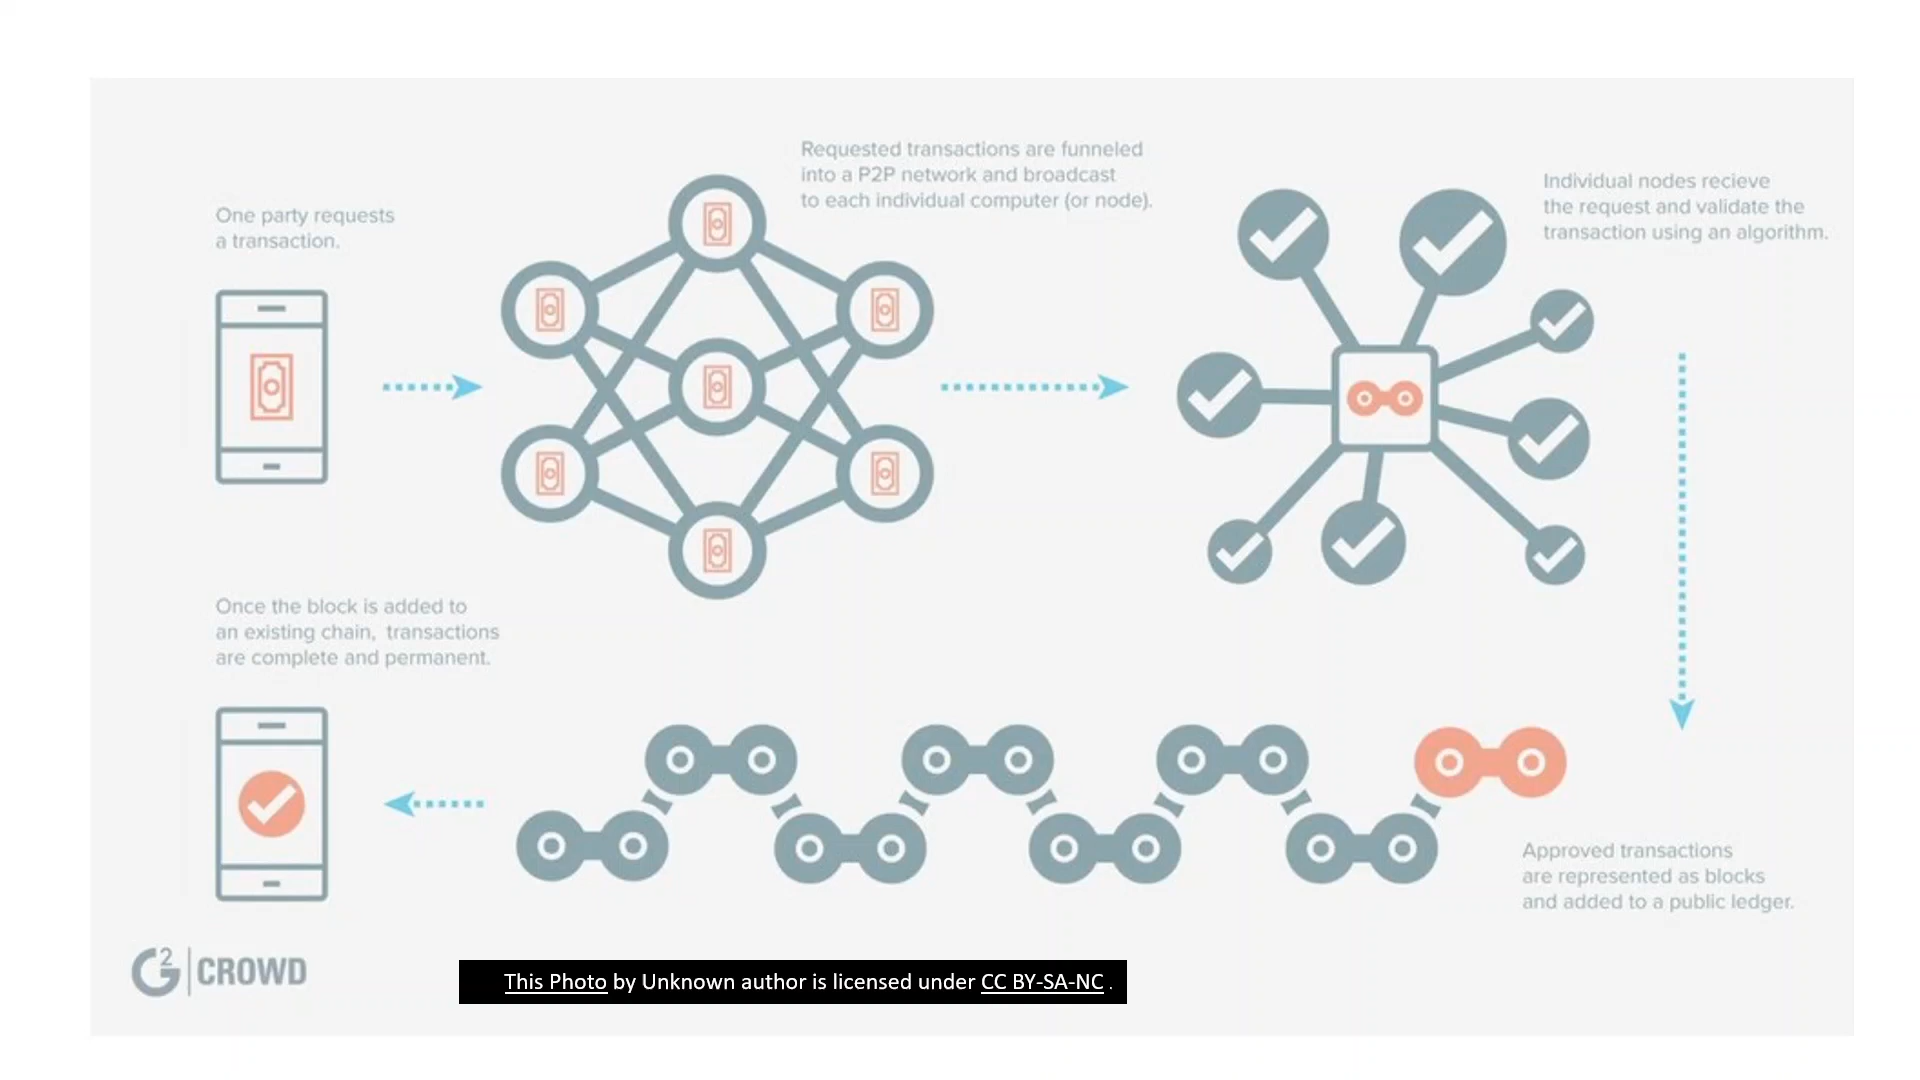 One party requests
a transaction.
Requested transactions are funneled
into a P2P network and broadcast
to each individual computer (or node).
Individual nodes recieve
the request and validate the
transaction using an algorithm.
Once the block is added to
an existing chain, transactions
are complete and permanent.
Approved transactions
are represented as blocks
and added to a public ledger.
G2 | CROWD
This Photo by Unknown author is licensed under CC BY-SA-NC .